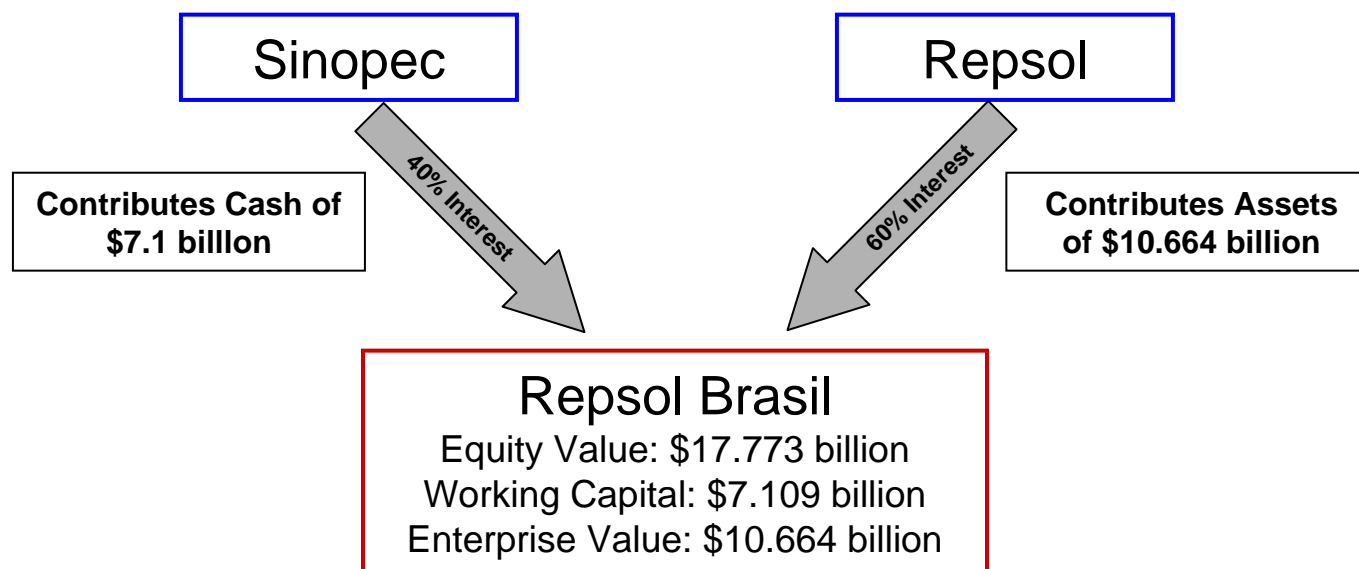 Sinopec
Repsol
40% Interest
60% Interest
Contributes Cash of
$7.1 billlon
Contributes Assets
of $10.664 billion
Repsol Brasil
Equity Value: $17.773 billion
Working Capital: $7.109 billion
Enterprise Value: $10.664 billion